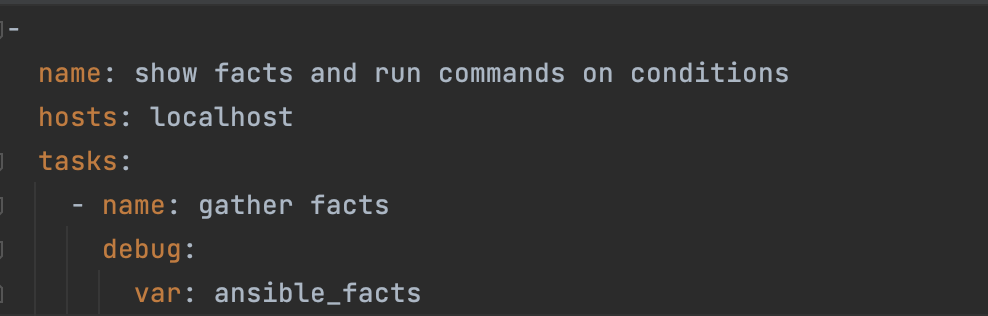 -
name: show facts and run commands on conditions
hosts: localhost
tasks:
- name: gather facts
debug:
var: ansible_facts